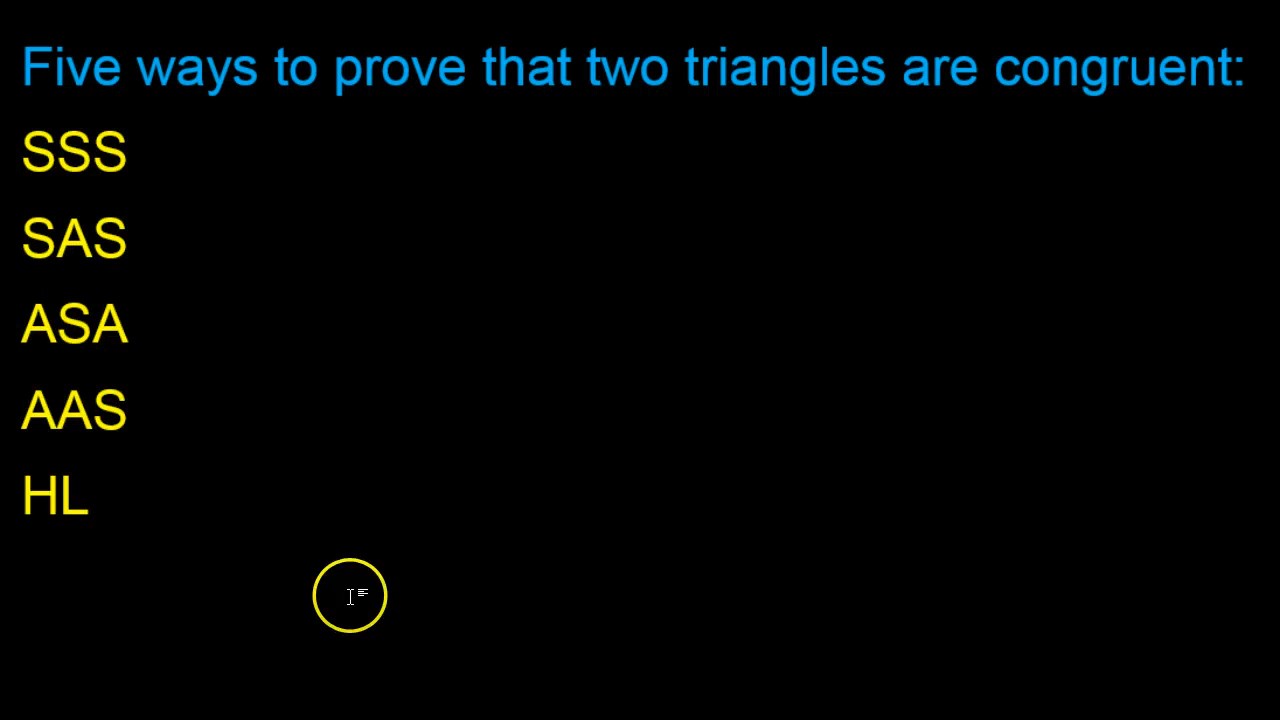 Five ways to prove that two triangles are congruent:
SSS
SAS
ASA
AAS
HL